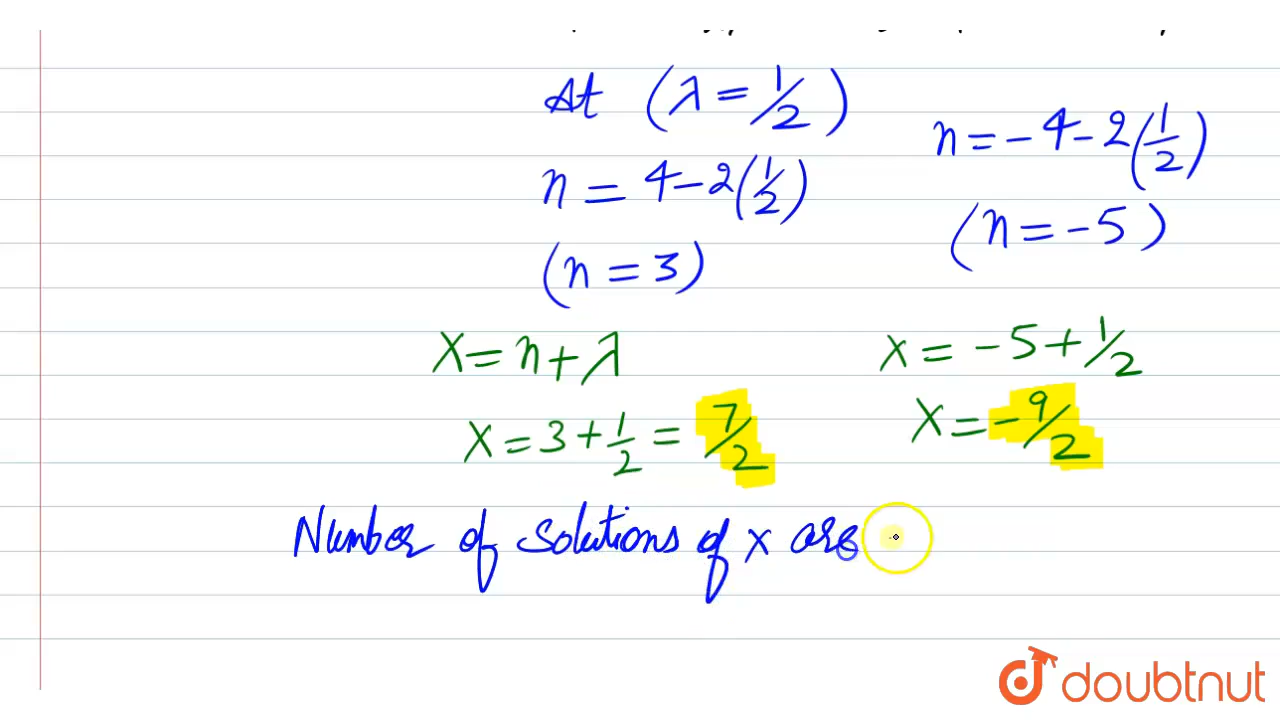 At (λ = 1/2)
n = 4 - 2(1/2)
(n = 3)
n = -4 - 2(1/2)
(n = -5)
x = n + λ
x = 3 + 1/2 = 7/2
x = -5 + 1/2
x = -9/2
Number of solutions of x are
doubtnut